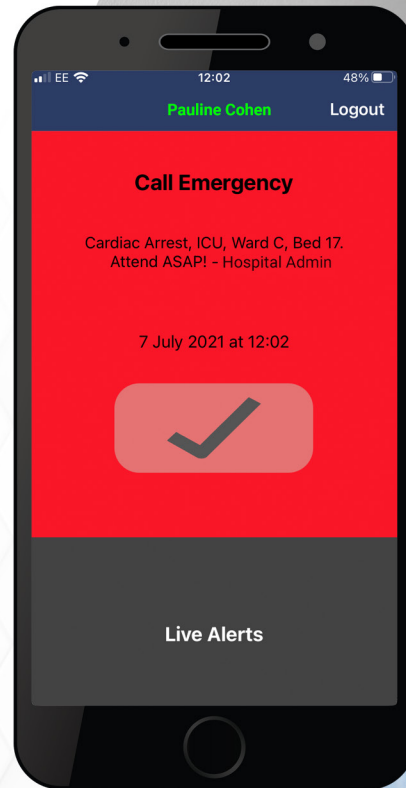 EE 12:02 48%
Pauline Cohen Logout
Call Emergency
Cardiac Arrest, ICU, Ward C, Bed 17.
Attend ASAP! - Hospital Admin
7 July 2021 at 12:02
Live Alerts